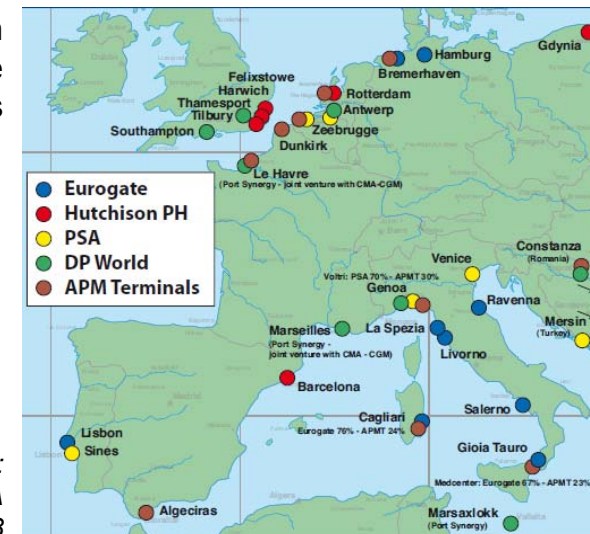 Gdynia
Hamburg
Bremerhaven
Felixstowe
Harwich
Thamesport
Tilbury
Southampton
Rotterdam
Antwerp
Zeebrugge
Dunkirk
Le Havre
(Port Synergy - joint venture with CMA-CGM)
Eurogate
Hutchison PH
PSA
DP World
APM Terminals
Venice
Constanza
(Romania)
Voltri: PSA 70% - APMT 30%
Genoa
Ravenna
Mersin
(Turkey)
Marseilles
(Port Synergy -
joint venture with CMA - CGM)
La Spezia
Livorno
Barcelona
Salerno
Cagliari
Eurogate 76% - APMT 24%
Lisbon
Sines
Gioia Tauro
Medcenter: Eurogate 67% - APMT 23%
Algeciras
Marsaxlokk
(Port Synergy)